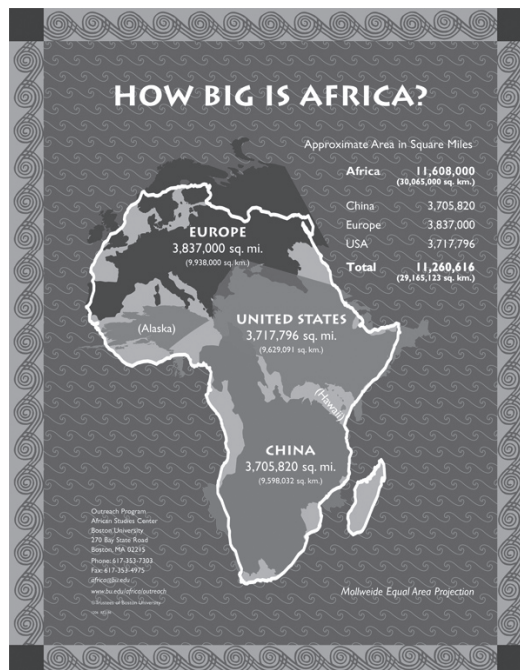 HOW BIG IS AFRICA?
Approximate Area in Square Miles
Africa 11,608,000
(30,065,000 sq. km.)
China 3,705,820
Europe 3,837,000
USA 3,717,796
Total 11,260,616
(29,165,123 sq. km.)
EUROPE
3,837,000 sq. mi.
(9,938,000 sq. km.)
(Alaska)
UNITED STATES
3,717,796 sq. mi.
(9,629,091 sq. km.)
(Hawaii)
CHINA
3,705,820 sq. mi.
(9,598,032 sq. km.)
Outreach Program
African Studies Center
Boston University
270 Bay State Road
Boston, MA 02215
Phone: 617-353-7303
Fax: 617-353-4975
africa@bu.edu
www.bu.edu/africa/outreach
Boston University
Mollweide Equal Area Projection